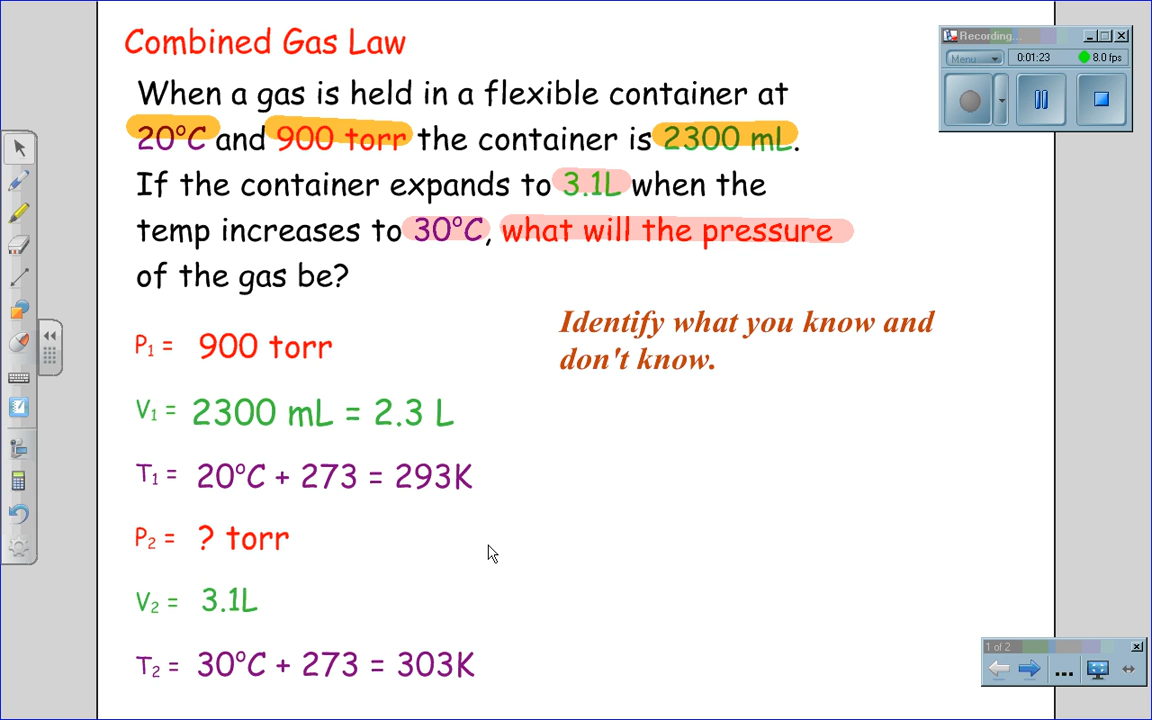 Combined Gas Law
When a gas is held in a flexible container at
20°C and 900 torr the container is 2300 mL.
If the container expands to 3.1L when the
temp increases to 30°C, what will the pressure
of the gas be?
Identify what you know and
don't know.
P₁ = 900 torr
V₁ = 2300 mL = 2.3 L
T₁ = 20°C + 273 = 293K
P₂ = ? torr
V₂ = 3.1L
T₂ = 30°C + 273 = 303K
Recording...
Menu 0:01:23 8.0 fps
1 of 2
...